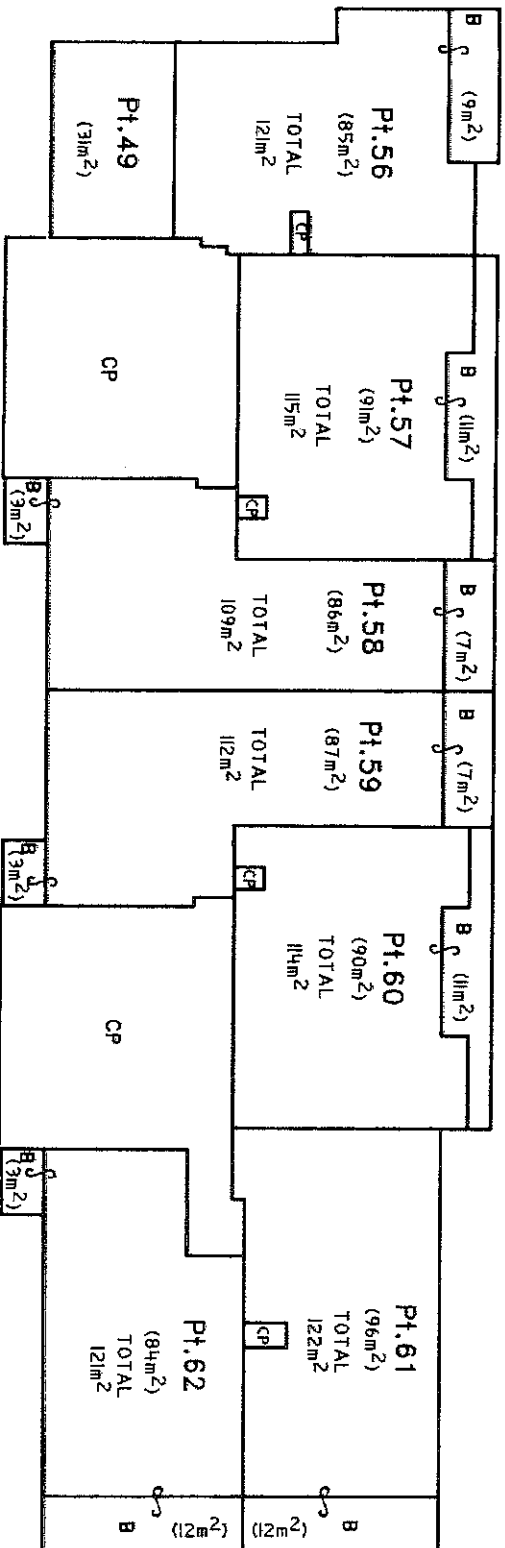 B
(9m²)
Pt.56
(85m²)
TOTAL
121m²
CP
Pt.49
(31m²)
B
(11m²)
Pt.57
(91m²)
TOTAL
115m²
CP
CP
B
(7m²)
Pt.58
(86m²)
TOTAL
109m²
B
(3m²)
B
(7m²)
Pt.59
(87m²)
TOTAL
112m²
B
(3m²)
B
(11m²)
Pt.60
(90m²)
TOTAL
114m²
CP
CP
Pt.61
(96m²)
TOTAL
122m²
CP
B
(12m²)
Pt.62
(84m²)
TOTAL
121m²
B
(3m²)
B
(12m²)